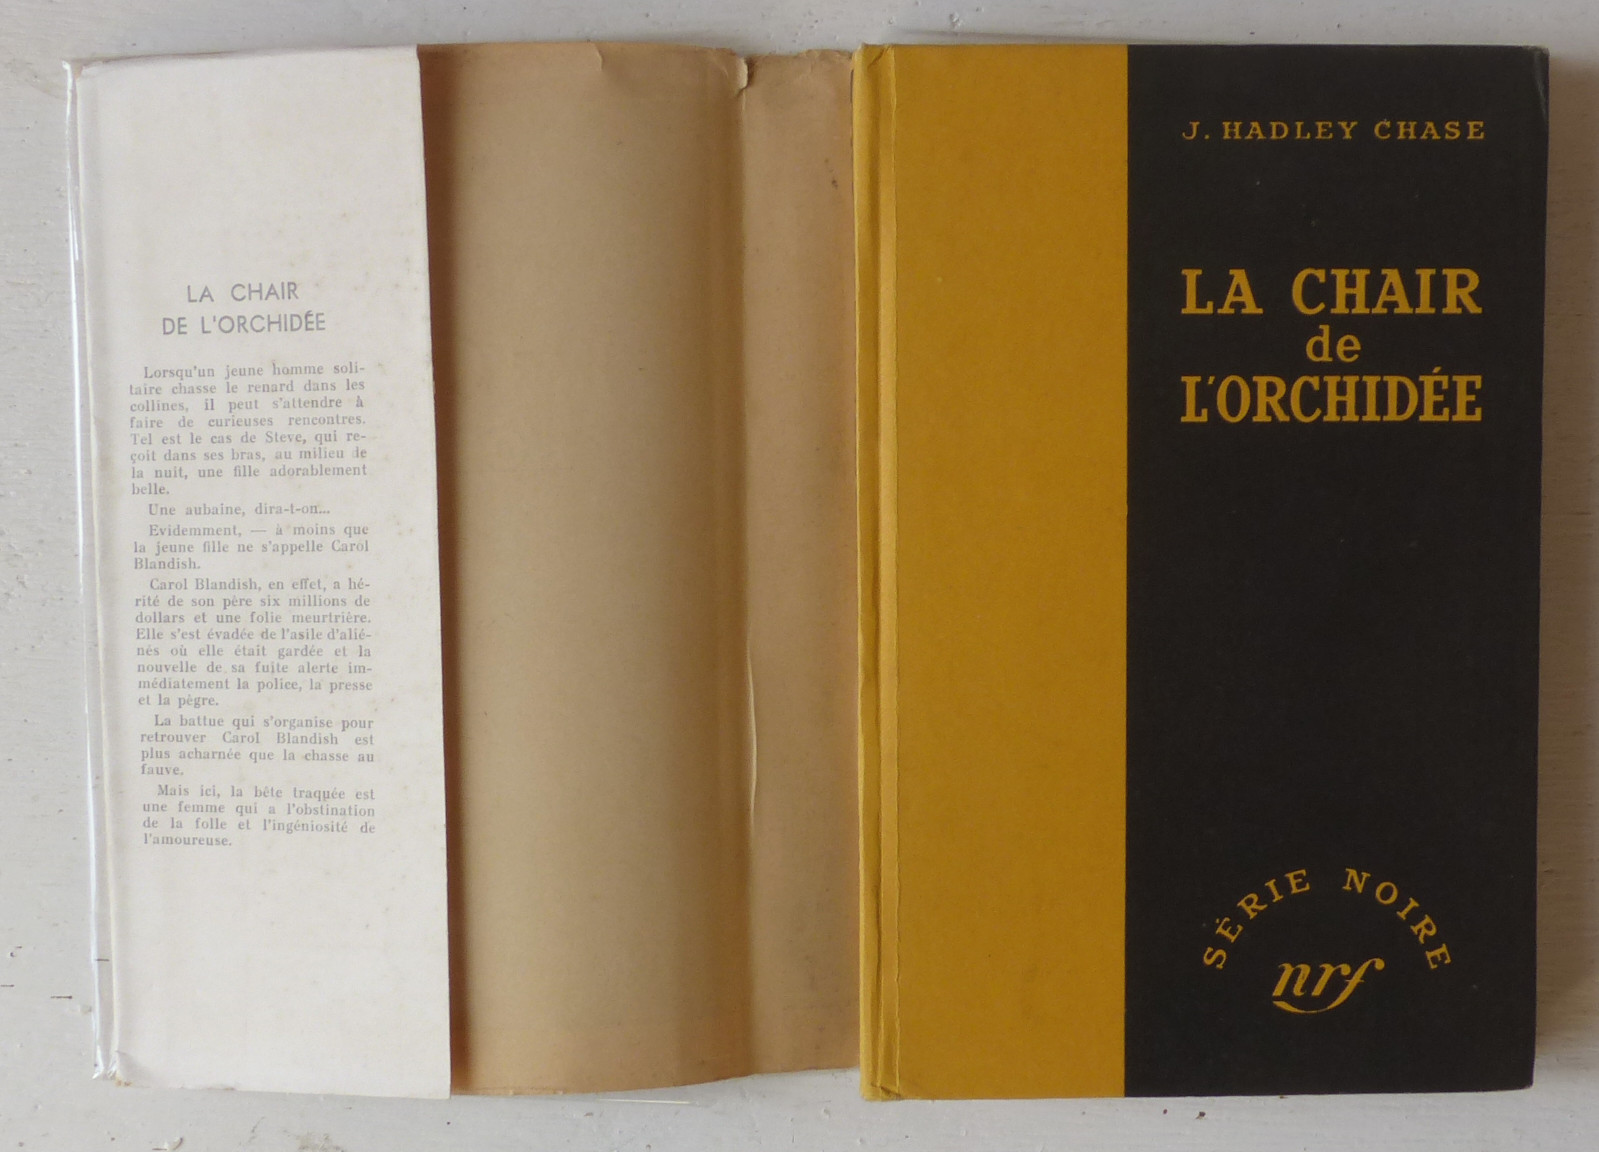 LA CHAIR
DE L'ORCHIDÉE
Lorsqu'un jeune homme soli-
taire chasse le renard dans les
collines, il peut s'attendre à
faire de curieuses rencontres.
Tel est le cas de Steve, qui re-
çoit dans ses bras, au milieu de
la nuit, une fille adorablement
belle.
Une aubaine, dira-t-on...
Evidemment, — à moins que
la jeune fille ne s'appelle Carol
Blandish.
Carol Blandish, en effet, a hé-
rité de son père six millions de
dollars et une folie meurtrière.
Elle s'est évadée de l'asile d'alié-
nés où elle était gardée et la
nouvelle de sa fuite alerte im-
médiatement la police, la presse
et la pègre.
La battue qui s'organise pour
retrouver Carol Blandish est
plus acharnée que la chasse au
fauve.
Mais ici, la bête traquée est
une femme qui a l'obstination
de la folle et l'ingéniosité de
l'amoureuse.
J. HADLEY CHASE
LA CHAIR
de
L'ORCHIDÉE
SÉRIE NOIRE
nrf